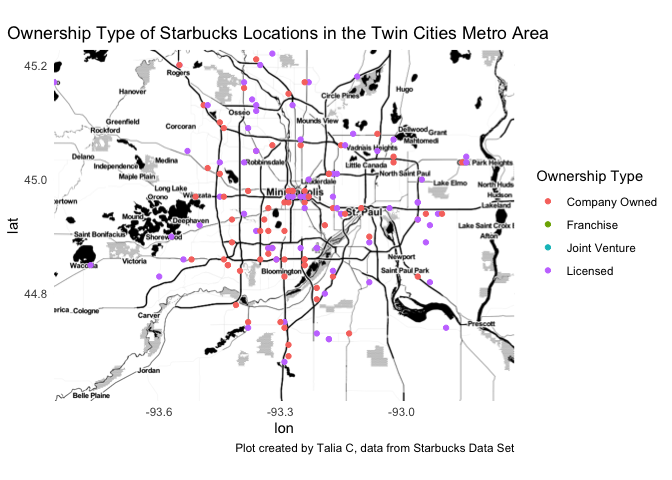 Ownership Type of Starbucks Locations in the Twin Cities Metro Area
45.2
Rogers
Hanover
Circle Pines
Hugo
Osseo
Greenfield
Rockford
Corcoran
Mounds View
Dellwood
Grant
Mahtomedi
Vadnais Heights
Delano
Medina
Independence
Robbinsdale
Little Canada
Park Heights
Maple Plain
North Saint Paul
45.0
Lauderdale
Lake Elmo
North Huds
Long Lake
Wayzata
Minneapolis
Hudson
ertown
Orono
Lakeland
Mound
Deephaven
St. Paul
lat
Saint Bonifacius
Shorewood
Lake Saint Croix
Afton
Victoria
Newport
Waconia
Bloomington
Saint Paul Park
44.8
erica
Cologne
Carver
Prescott
Jordan
Belle Plaine
-93.6
-93.3
-93.0
lon
Plot created by Talia C, data from Starbucks Data Set
Ownership Type
Company Owned
Franchise
Joint Venture
Licensed